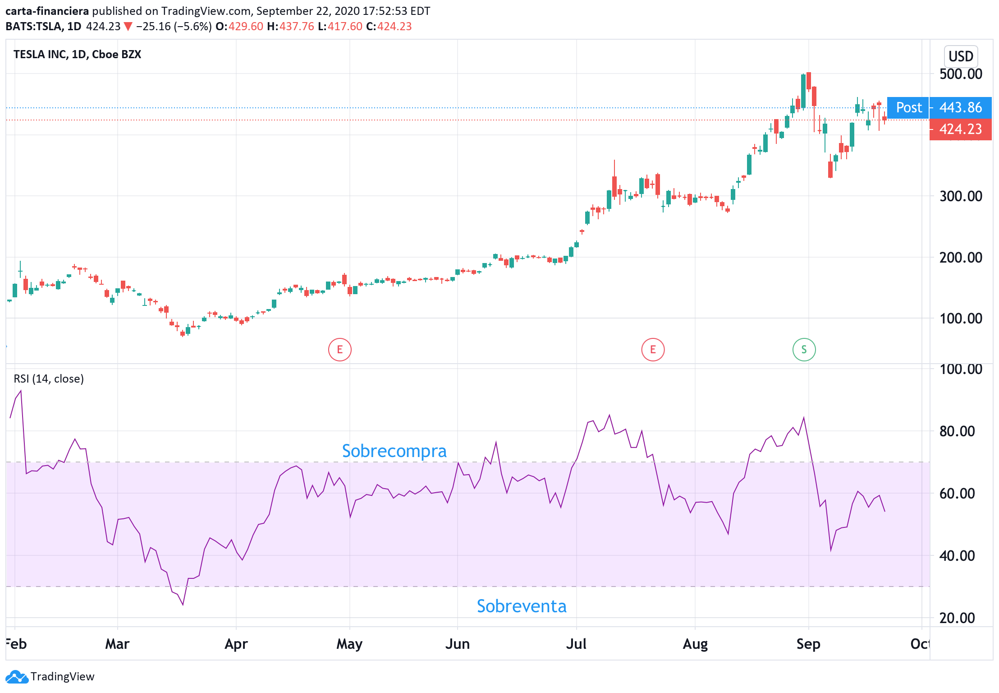 carta-financiera published on TradingView.com, September 22, 2020 17:52:53 EDT
BATS:TSLA, 1D 424.23 ▼ −25.16 (−5.6%) O:429.60 H:437.76 L:417.60 C:424.23
TESLA INC, 1D, Cboe BZX
USD
500.00
Post 443.86
424.23
300.00
200.00
100.00
E E S
100.00
RSI (14, close)
80.00
Sobrecompra
60.00
40.00
Sobreventa
20.00
Feb Mar Apr May Jun Jul Aug Sep Oct
TradingView